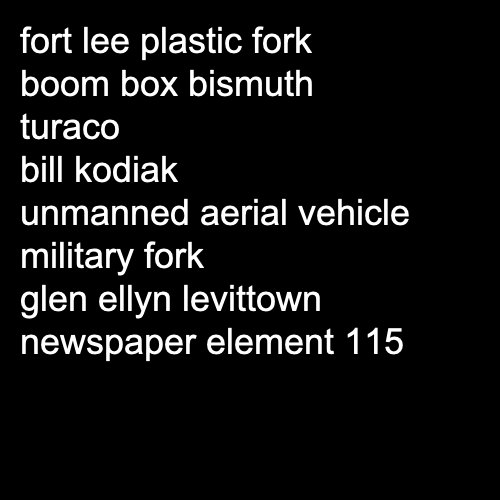 fort lee plastic fork
boom box bismuth
turaco
bill kodiak
unmanned aerial vehicle
military fork
glen ellyn levittown
newspaper element 115